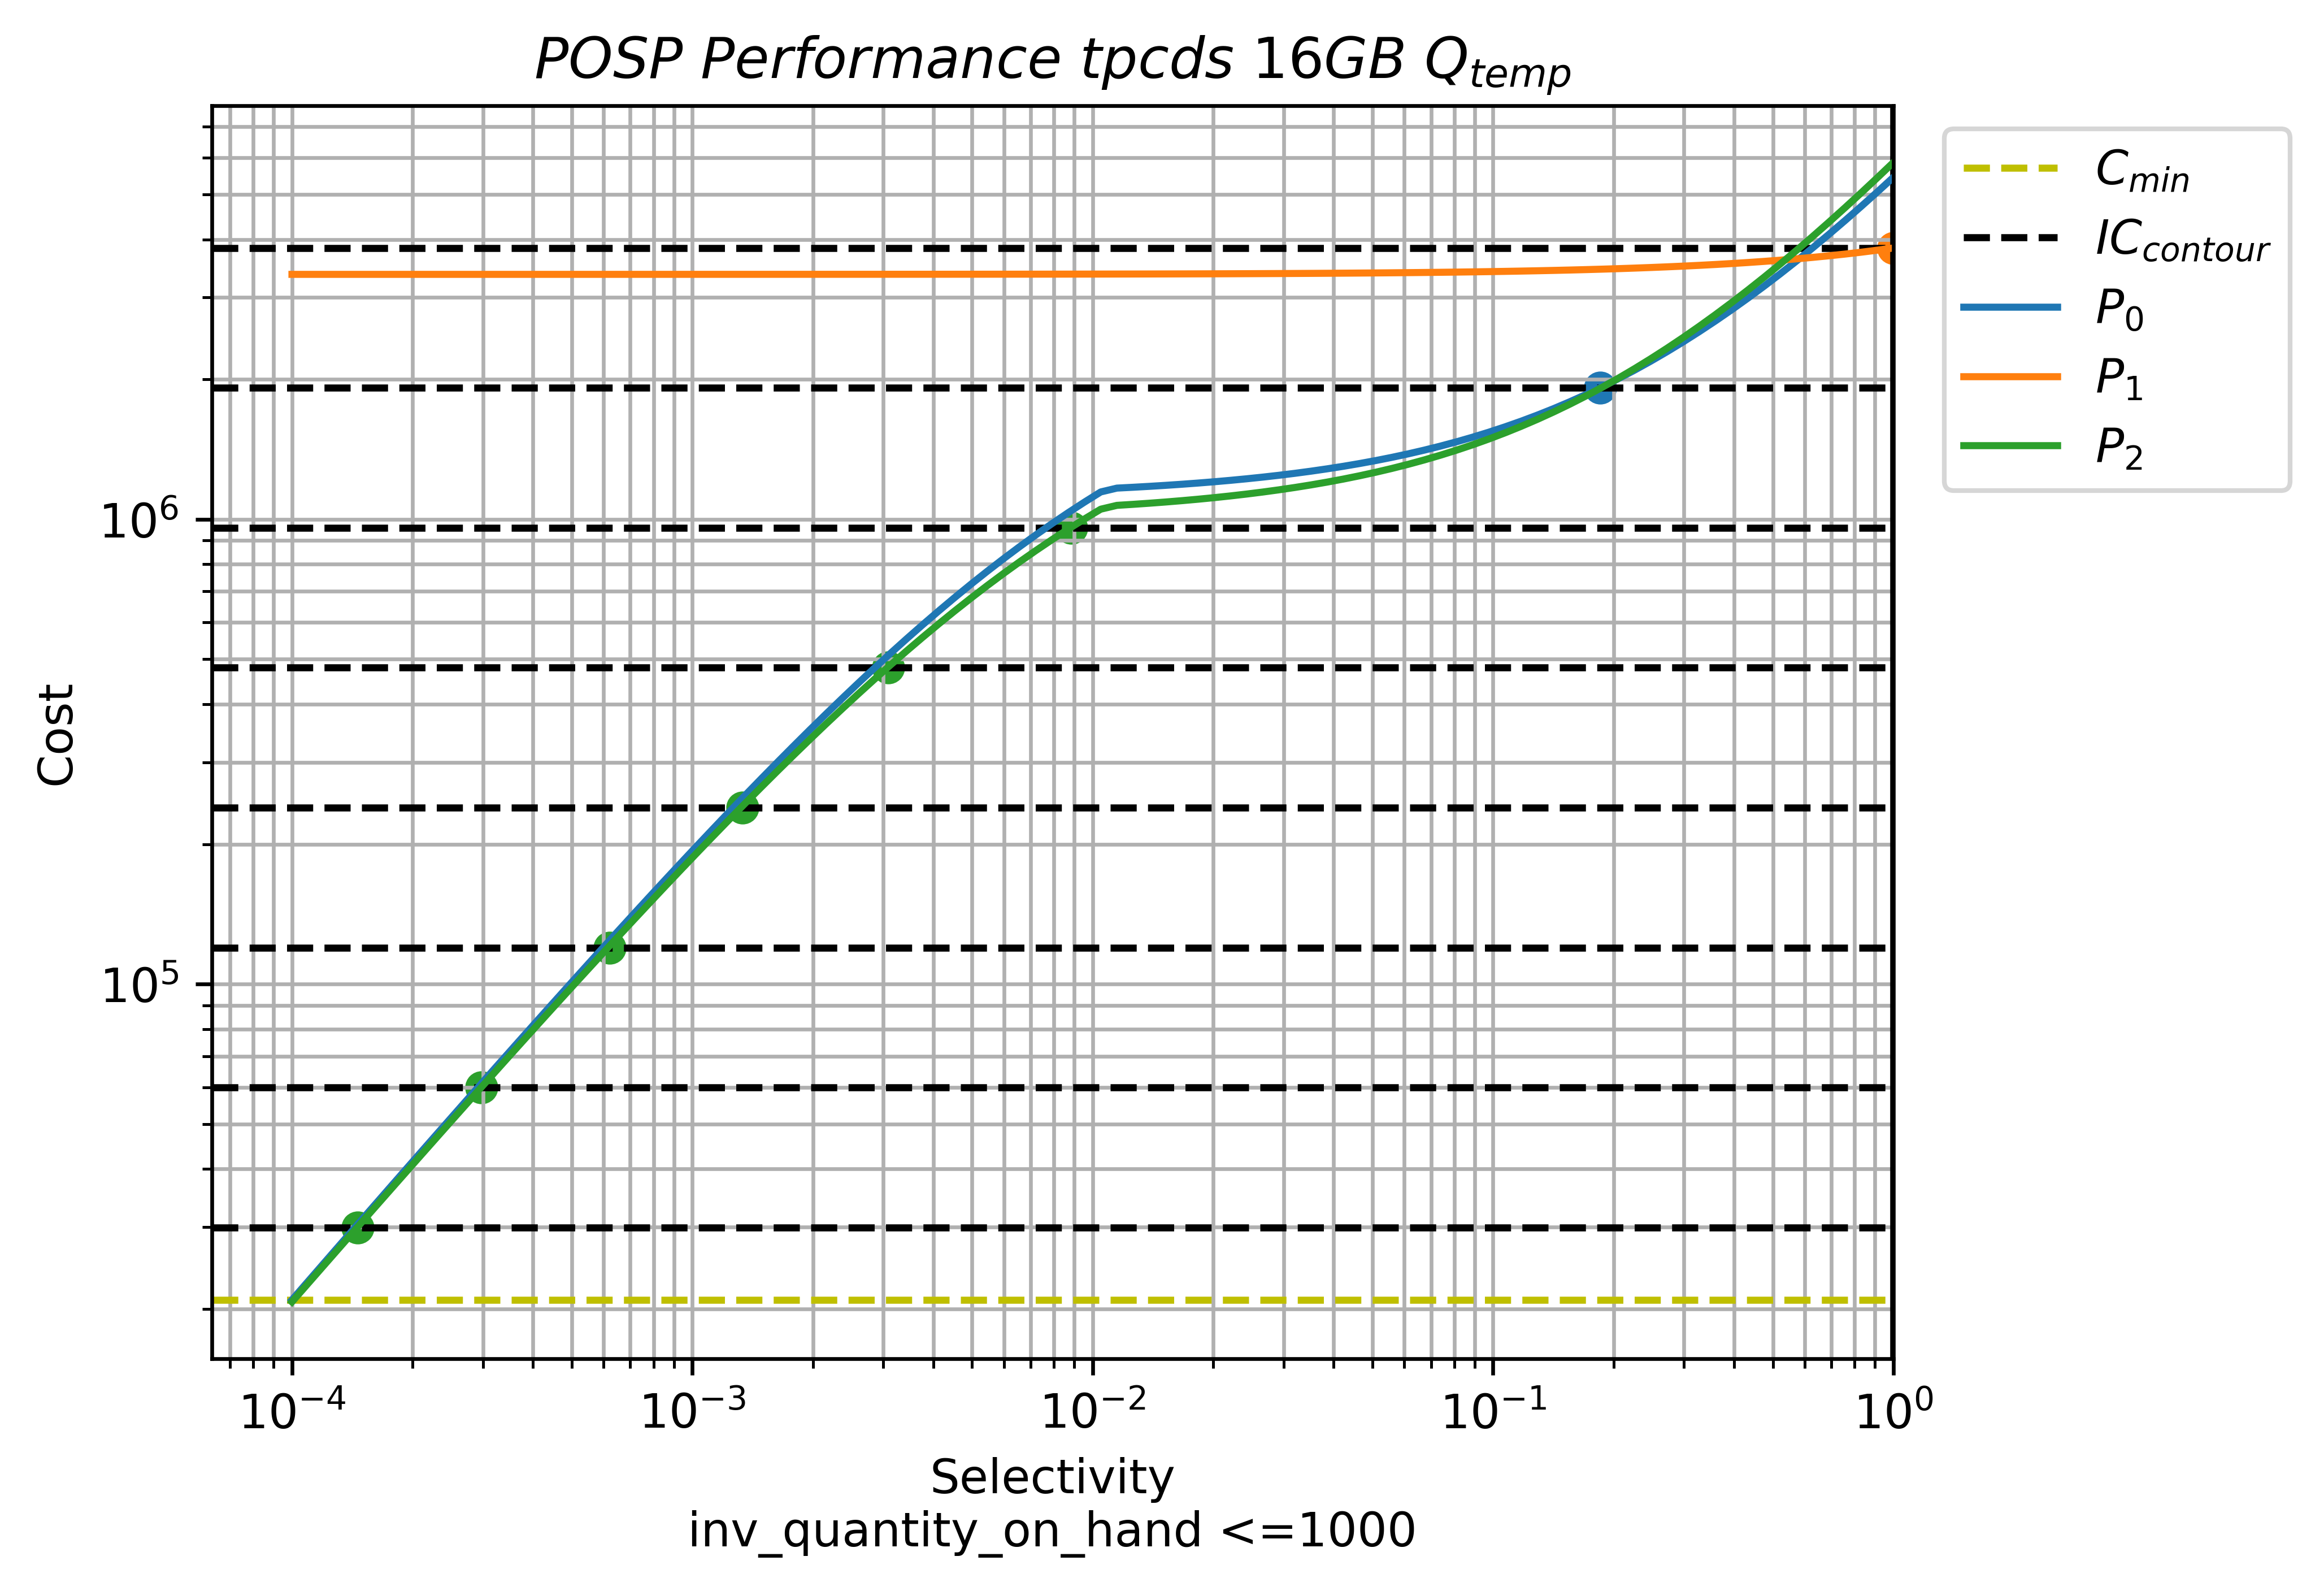 POSP Performance tpcds 16GB Q_temp
C_min
IC_contour
P_0
P_1
P_2
10^6
10^5
Cost
10^-4 10^-3 10^-2 10^-1 10^0
Selectivity
inv_quantity_on_hand <=1000